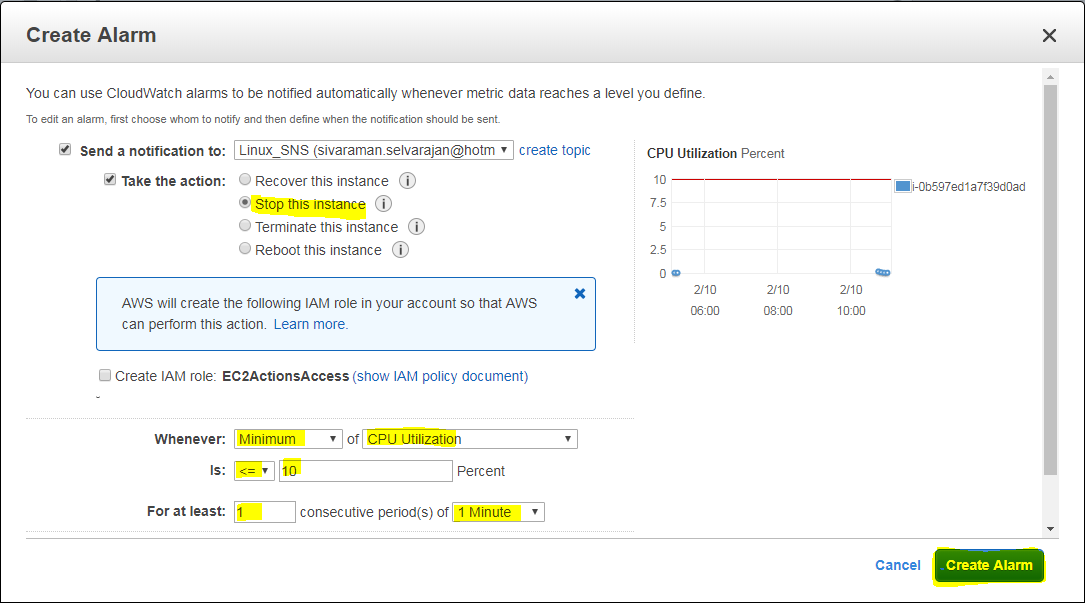 Create Alarm
You can use CloudWatch alarms to be notified automatically whenever metric data reaches a level you define.
To edit an alarm, first choose whom to notify and then define when the notification should be sent.
Send a notification to: Linux_SNS (sivaraman.selvarajan@hotm create topic
Take the action: Recover this instance i
Stop this instance i
Terminate this instance i
Reboot this instance i
AWS will create the following IAM role in your account so that AWS
can perform this action. Learn more.
Create IAM role: EC2ActionsAccess (show IAM policy document)
Whenever: Minimum of CPU Utilization
Is: <= 10 Percent
For at least: 1 consecutive period(s) of 1 Minute
CPU Utilization Percent
10
7.5
5
2.5
0
2/10 2/10 2/10
06:00 08:00 10:00
i-0b597ed1a7f39d0ad
Cancel Create Alarm